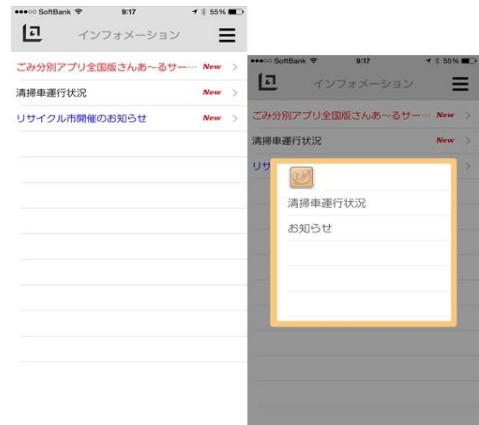 SoftBank 9:17 55%
インフォメーション
ごみ分別アプリ全国版さんあ〜るサー… New
清掃車運行状況 New
リサイクル市開催のお知らせ New
SoftBank 9:17 55%
インフォメーション
ごみ分別アプリ全国版さんあ〜るサー… New
清掃車運行状況 New
リサ
清掃車運行状況
お知らせ